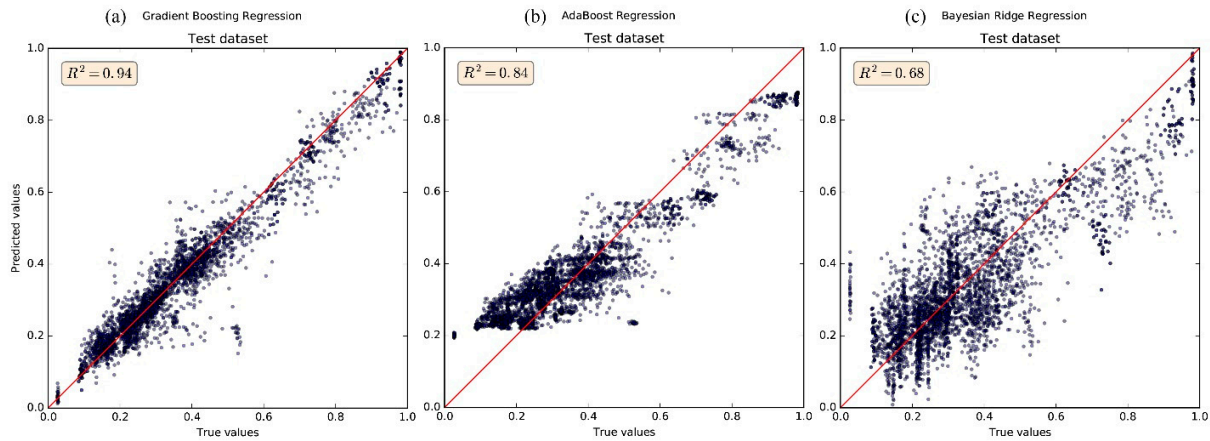 (a) Gradient Boosting Regression
Test dataset
R² = 0.94
1.0
0.8
0.6
0.4
0.2
0.0
Predicted values
0.0 0.2 0.4 0.6 0.8 1.0
True values
(b) AdaBoost Regression
Test dataset
R² = 0.84
1.0
0.8
0.6
0.4
0.2
0.0
0.0 0.2 0.4 0.6 0.8 1.0
True values
(c) Bayesian Ridge Regression
Test dataset
R² = 0.68
1.0
0.8
0.6
0.4
0.2
0.0
0.0 0.2 0.4 0.6 0.8 1.0
True values